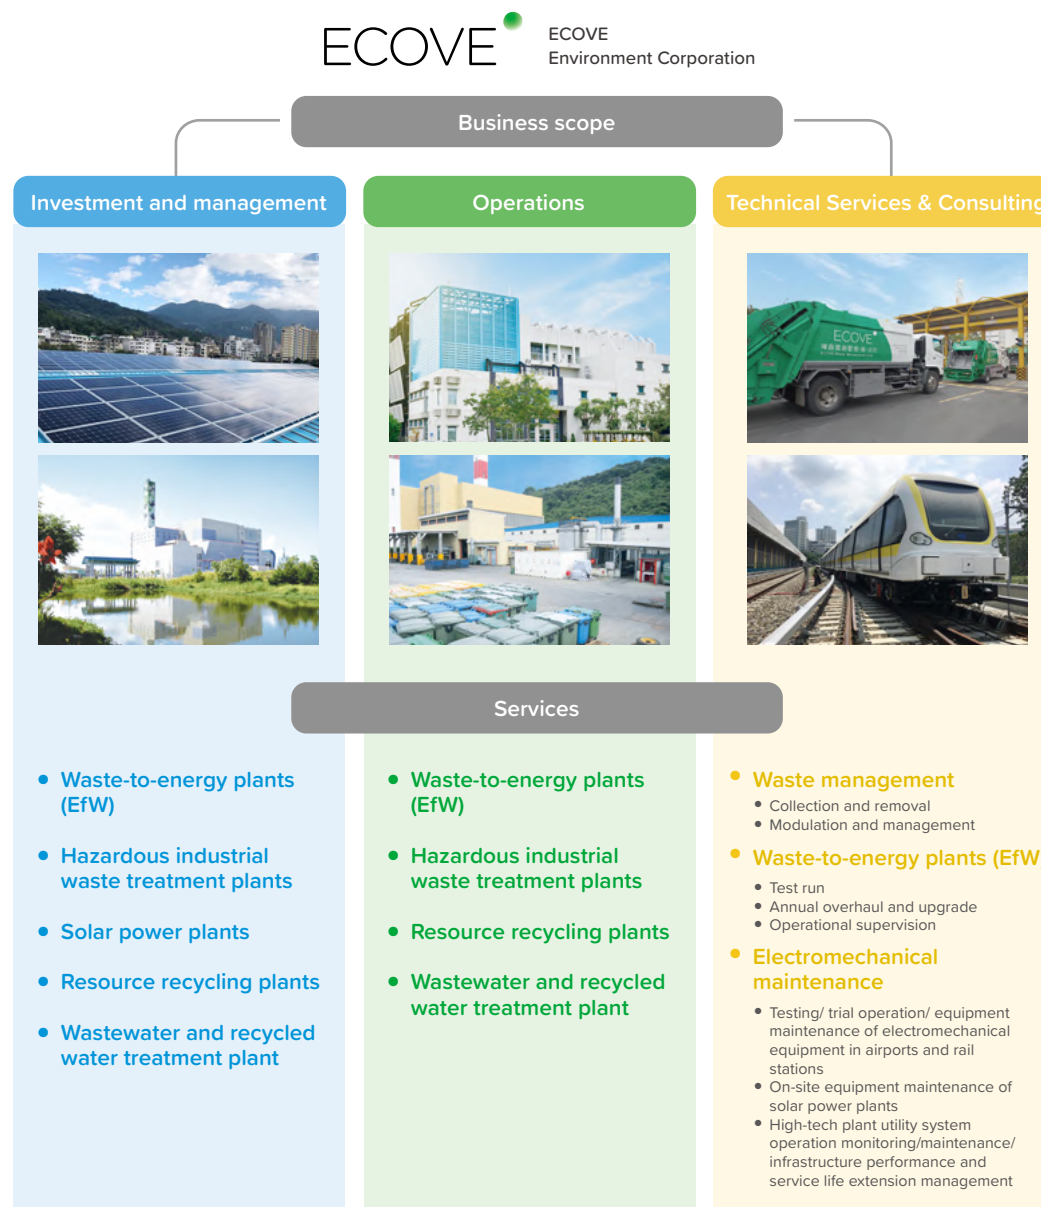 ECOVE
ECOVE
Environment Corporation
Business scope
Investment and management
Operations
Technical Services & Consulting
ECOVE
Services
Waste-to-energy plants
(EfW)
Hazardous industrial
waste treatment plants
Solar power plants
Resource recycling plants
Wastewater and recycled
water treatment plant
Waste-to-energy plants
(EfW)
Hazardous industrial
waste treatment plants
Resource recycling plants
Wastewater and recycled
water treatment plant
Waste management
Collection and removal
Modulation and management
Waste-to-energy plants (EfW
Test run
Annual overhaul and upgrade
Operational supervision
Electromechanical
maintenance
Testing/ trial operation/ equipment
maintenance of electromechanical
equipment in airports and rail
stations
On-site equipment maintenance of
solar power plants
High-tech plant utility system
operation monitoring/maintenance/
infrastructure performance and
service life extension management